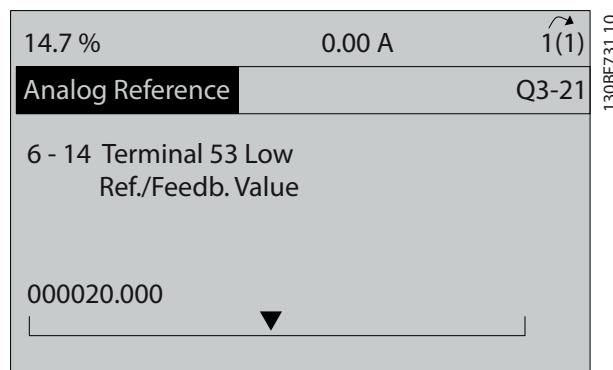 14.7 % 0.00 A 1(1)
Analog Reference Q3-21
6 - 14 Terminal 53 Low
Ref./Feedb. Value
000020.000
130BF731.10